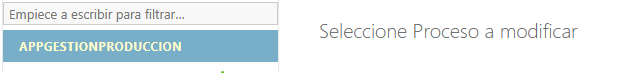 Empiece a escribir para filtrar...
Seleccione Proceso a modificar
APPGESTIONPRODUCCION